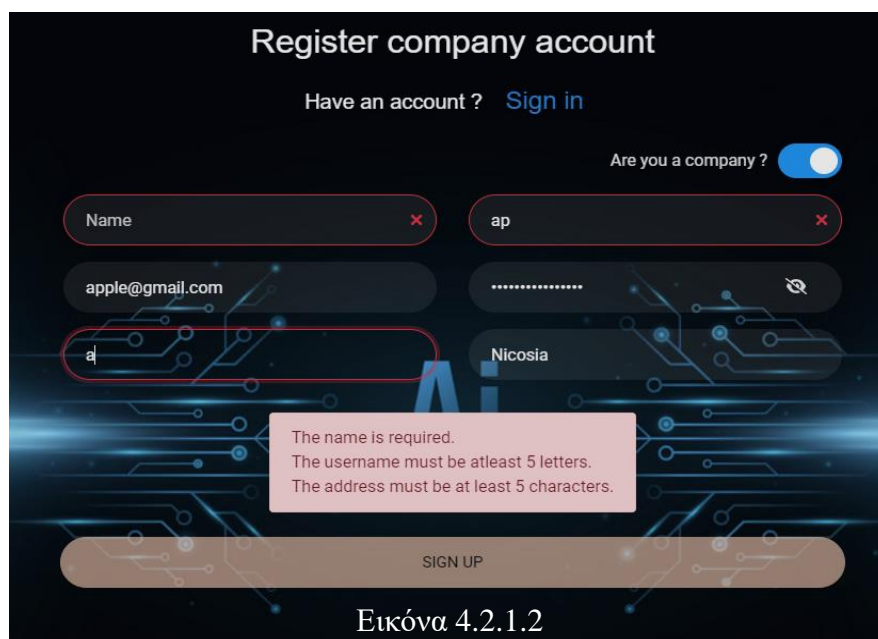 Register company account
Have an account ? Sign in
Are you a company ?
Name
ap
apple@gmail.com
••••••••••••••••
a
Nicosia
Ai
The name is required.
The username must be atleast 5 letters.
The address must be at least 5 characters.
SIGN UP
Εικόνα 4.2.1.2